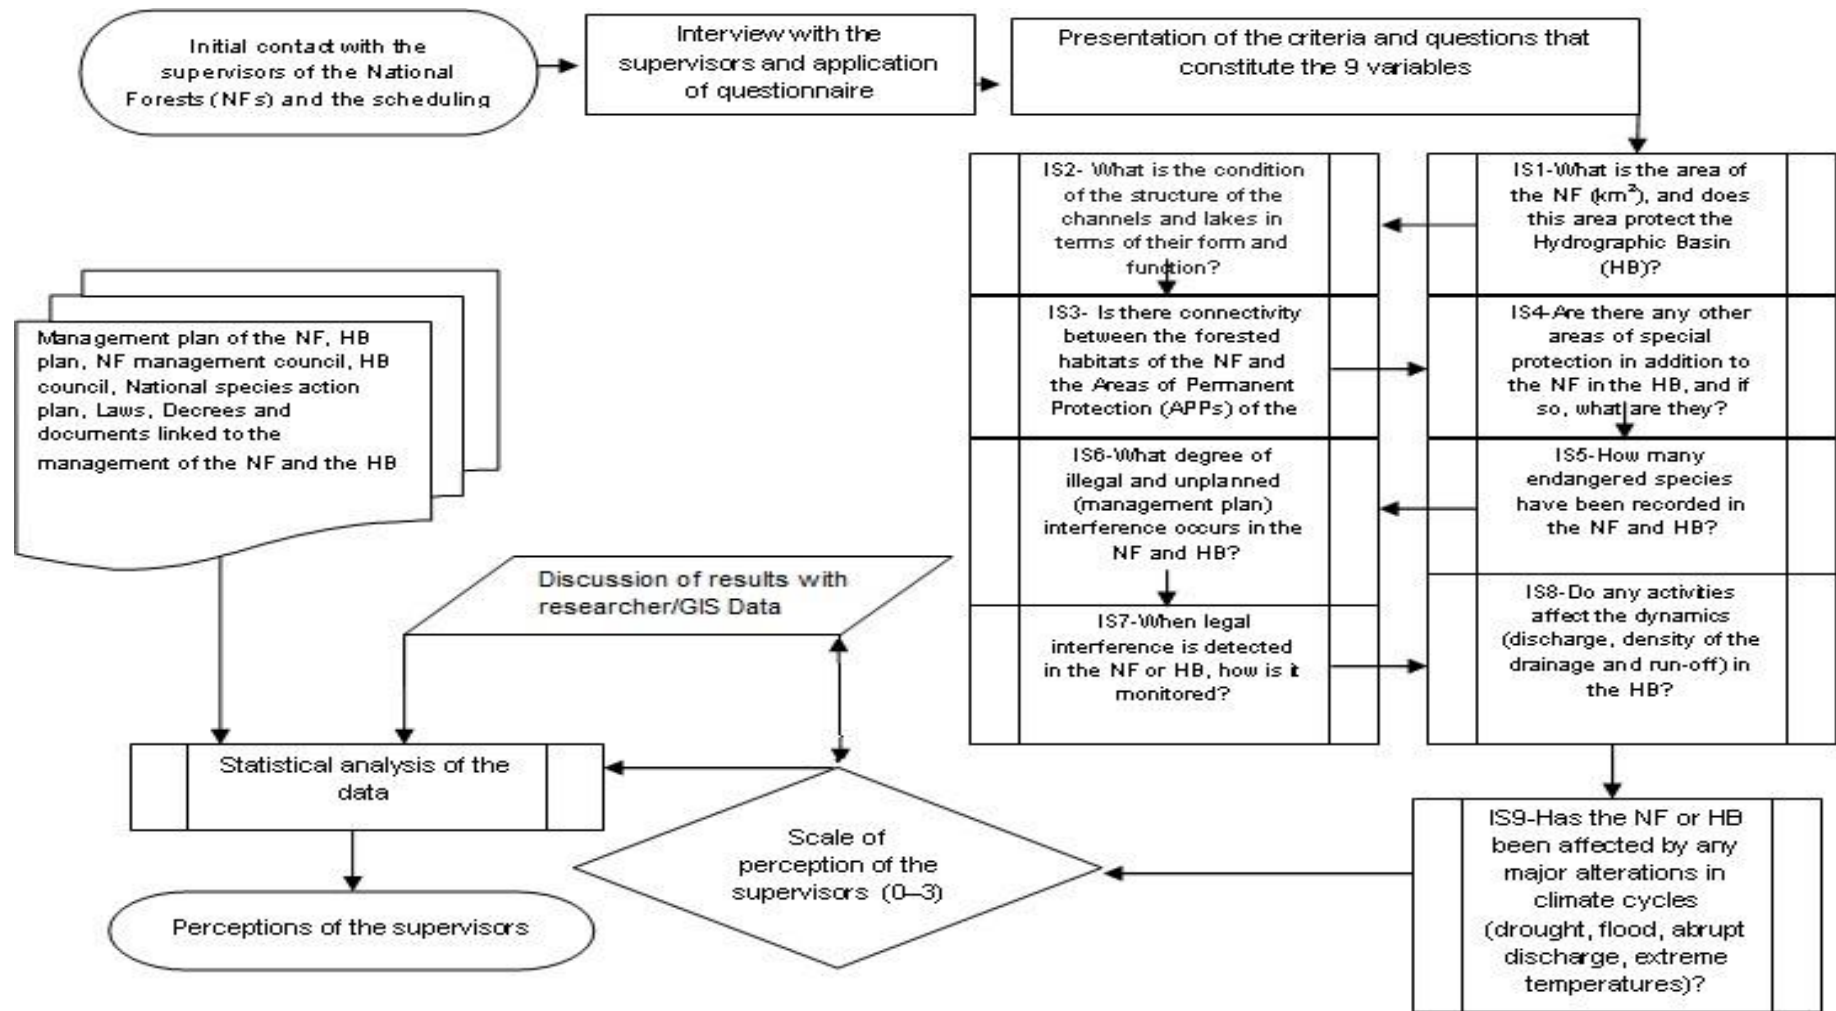 Initial contact with the
supervisors of the National
Forests (NFs) and the scheduling
Interview with the
supervisors and application
of questionnaire
Presentation of the criteria and questions that
constitute the 9 variables
IS1-What is the area of
the NF (km²), and does
this area protect the
Hydrographic Basin
(HB)?
IS2- What is the condition
of the structure of the
channels and lakes in
terms of their form and
function?
IS3- Is there connectivity
between the forested
habitats of the NF and
the Areas of Permanent
Protection (APPs) of the
IS4-Are there any other
areas of special
protection in addition to
the NF in the HB, and if
so, what are they?
IS5-How many
endangered species
have been recorded in
the NF and HB?
IS6-What degree of
illegal and unplanned
(management plan)
interference occurs in the
NF and HB?
IS7-When legal
interference is detected
in the NF or HB, how is it
monitored?
IS8-Do any activities
affect the dynamics
(discharge, density of the
drainage and run-off) in
the HB?
IS9-Has the NF or HB
been affected by any
major alterations in
climate cycles
(drought, flood, abrupt
discharge, extreme
temperatures)?
Scale of
perception of the
supervisors (0–3)
Discussion of results with
researcher/GIS Data
Management plan of the NF, HB
plan, NF management council, HB
council, National species action
plan, Laws, Decrees and
documents linked to the
management of the NF and the HB
Statistical analysis of the
data
Perceptions of the supervisors